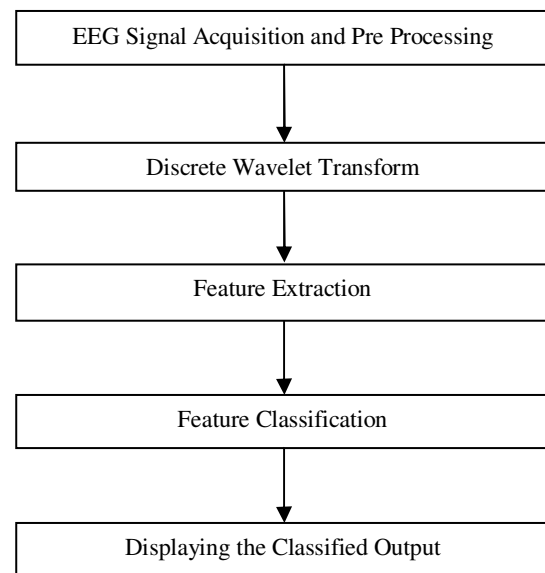 EEG Signal Acquisition and Pre Processing
Discrete Wavelet Transform
Feature Extraction
Feature Classification
Displaying the Classified Output